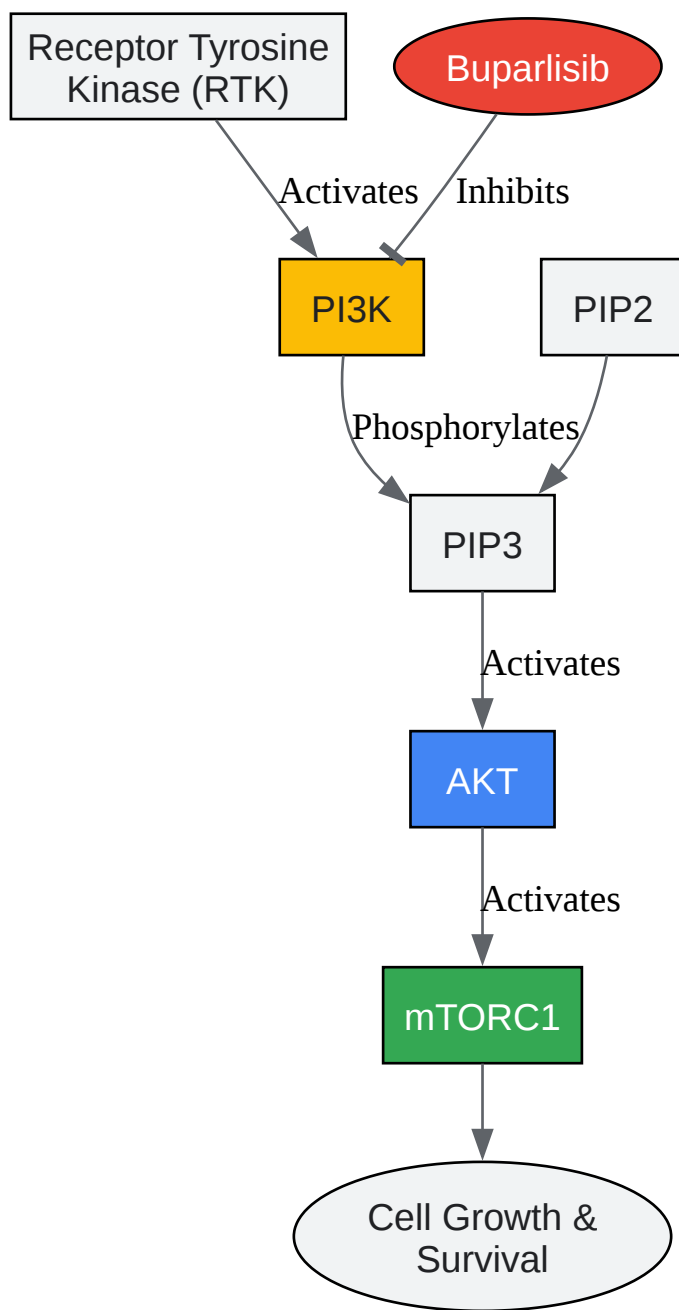 Receptor Tyrosine
Kinase (RTK)
Buparlisib
Activates
Inhibits
PI3K
PIP2
Phosphorylates
PIP3
Activates
AKT
Activates
mTORC1
Cell Growth &
Survival